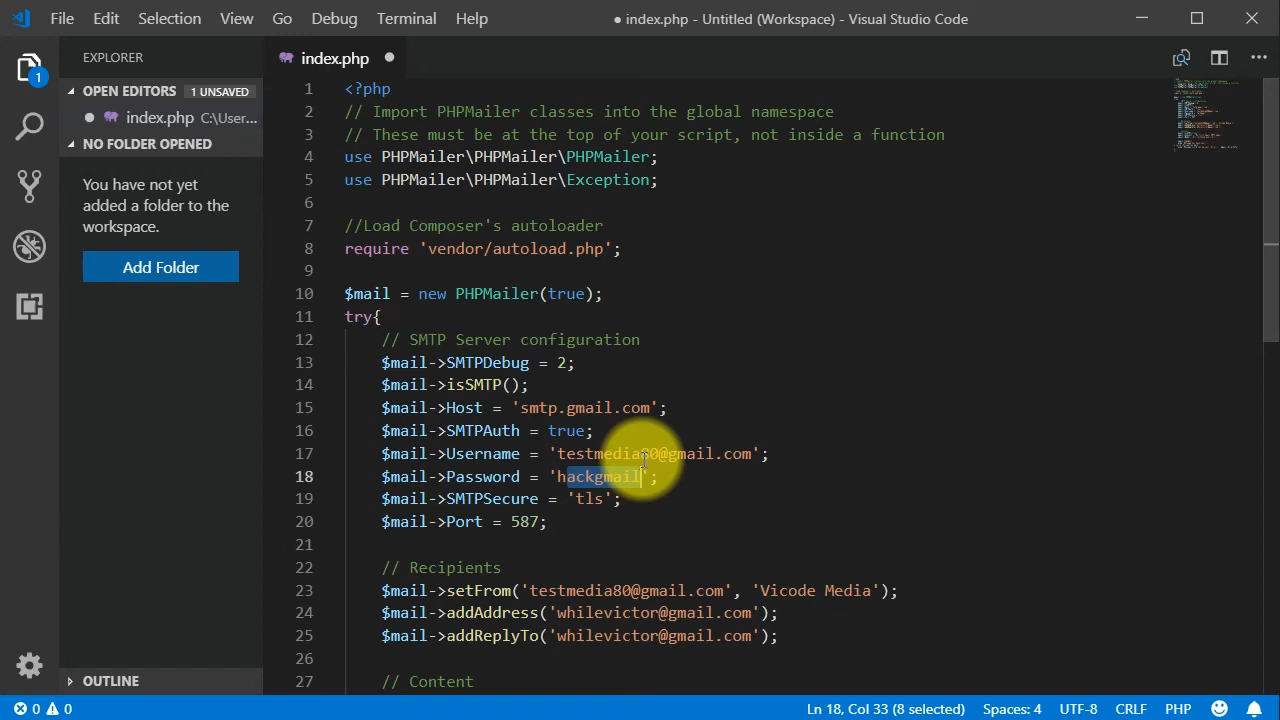 File Edit Selection View Go Debug Terminal Help
● index.php - Untitled (Workspace) - Visual Studio Code
EXPLORER
OPEN EDITORS 1 UNSAVED
index.php C:\User...
NO FOLDER OPENED
You have not yet
added a folder to the
workspace.
Add Folder
OUTLINE
1
index.php
1 <?php
2 // Import PHPMailer classes into the global namespace
3 // These must be at the top of your script, not inside a function
4 use PHPMailer\PHPMailer\PHPMailer;
5 use PHPMailer\PHPMailer\Exception;
6
7 //Load Composer's autoloader
8 require 'vendor/autoload.php';
9
10 $mail = new PHPMailer(true);
11 try{
12 // SMTP Server configuration
13 $mail->SMTPDebug = 2;
14 $mail->isSMTP();
15 $mail->Host = 'smtp.gmail.com';
16 $mail->SMTPAuth = true;
17 $mail->Username = 'testmedia80@gmail.com';
18 $mail->Password = 'hackgmail';
19 $mail->SMTPSecure = 'tls';
20 $mail->Port = 587;
21
22 // Recipients
23 $mail->setFrom('testmedia80@gmail.com', 'Vicode Media');
24 $mail->addAddress('whilevictor@gmail.com');
25 $mail->addReplyTo('whilevictor@gmail.com');
26
27 // Content
0 0 Ln 18, Col 33 (8 selected) Spaces: 4 UTF-8 CRLF PHP